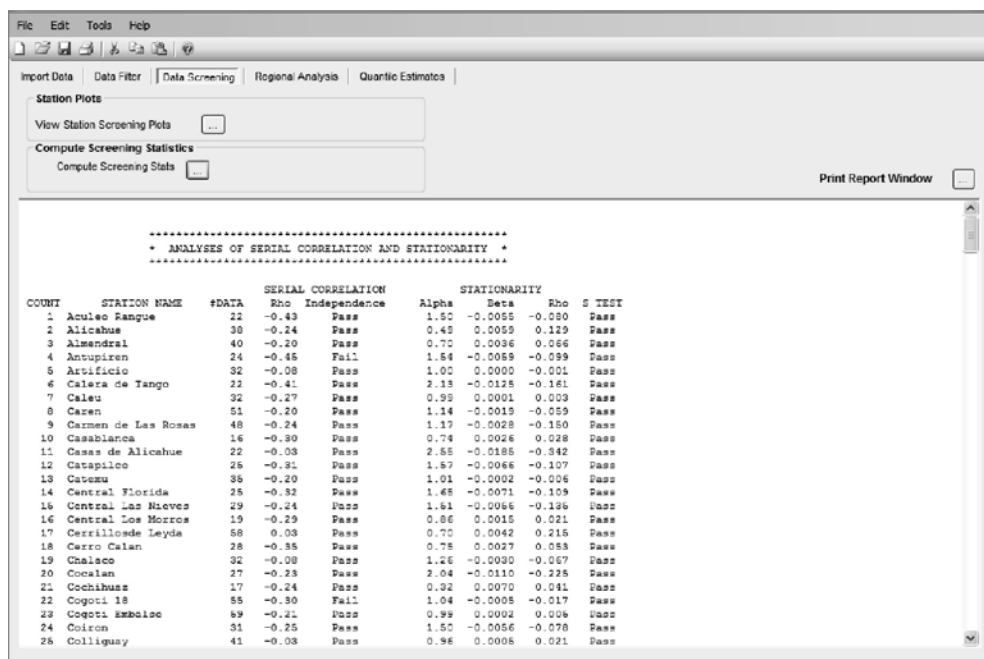 File Edit Tools Help
Import Data Data Filter Data Screening Regional Analysis Quantile Estimates
Station Plots
View Station Screening Plots ...
Compute Screening Statistics
Compute Screening Stats ...
Print Report Window ...
*****************************************************
* ANALYSES OF SERIAL CORRELATION AND STATIONARITY *
*****************************************************
SERIAL CORRELATION STATIONARITY
COUNT STATION NAME #DATA Rho Independence Alpha Beta Rho S TEST
1 Aculeo Rangue 22 -0.43 Pass 1.50 -0.0055 -0.080 Pass
2 Alicahue 38 -0.24 Pass 0.49 0.0059 0.129 Pass
3 Almendral 40 -0.20 Pass 0.70 0.0036 0.066 Pass
4 Antupiren 24 -0.45 Fail 1.54 -0.0059 -0.099 Pass
5 Artificio 32 -0.08 Pass 1.00 0.0000 -0.001 Pass
6 Calera de Tango 22 -0.41 Pass 2.13 -0.0125 -0.161 Pass
7 Caleu 32 -0.27 Pass 0.99 0.0001 0.003 Pass
8 Caren 51 -0.20 Pass 1.14 -0.0019 -0.059 Pass
9 Carmen de Las Rosas 48 -0.24 Pass 1.17 -0.0028 -0.150 Pass
10 Casablanca 16 -0.30 Pass 0.74 0.0026 0.028 Pass
11 Casas de Alicahue 22 -0.03 Pass 2.55 -0.0185 -0.342 Pass
12 Catapilco 25 -0.31 Pass 1.57 -0.0066 -0.107 Pass
13 Catemu 35 -0.20 Pass 1.01 -0.0002 -0.006 Pass
14 Central Florida 25 -0.32 Pass 1.65 -0.0071 -0.109 Pass
15 Central Las Nieves 29 -0.24 Pass 1.51 -0.0056 -0.135 Pass
16 Central Los Morros 19 -0.29 Pass 0.86 0.0015 0.021 Pass
17 Cerrillosde Leyda 58 0.03 Pass 0.70 0.0042 0.215 Pass
18 Cerro Calan 28 -0.35 Pass 0.75 0.0027 0.053 Pass
19 Chalaco 32 -0.08 Pass 1.26 -0.0030 -0.067 Pass
20 Cocalan 27 -0.23 Pass 2.04 -0.0110 -0.225 Pass
21 Cochihuaz 17 -0.24 Pass 0.32 0.0070 0.041 Pass
22 Cogoti 18 55 -0.30 Fail 1.04 -0.0005 -0.017 Pass
23 Cogoti Embalse 59 -0.21 Pass 0.99 0.0002 0.005 Pass
24 Coiron 31 -0.25 Pass 1.50 -0.0056 -0.078 Pass
25 Colliguay 41 -0.03 Pass 0.96 0.0005 0.021 Pass